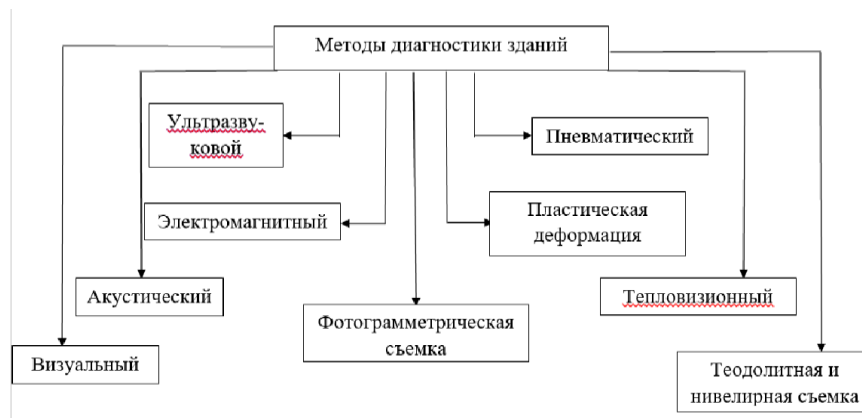 Методы диагностики зданий
Ультразву-
ковой
Пневматический
Электромагнитный
Пластическая
деформация
Акустический
Тепловизионный
Фотограмметрическая
съемка
Визуальный
Теодолитная и
нивелирная съемка